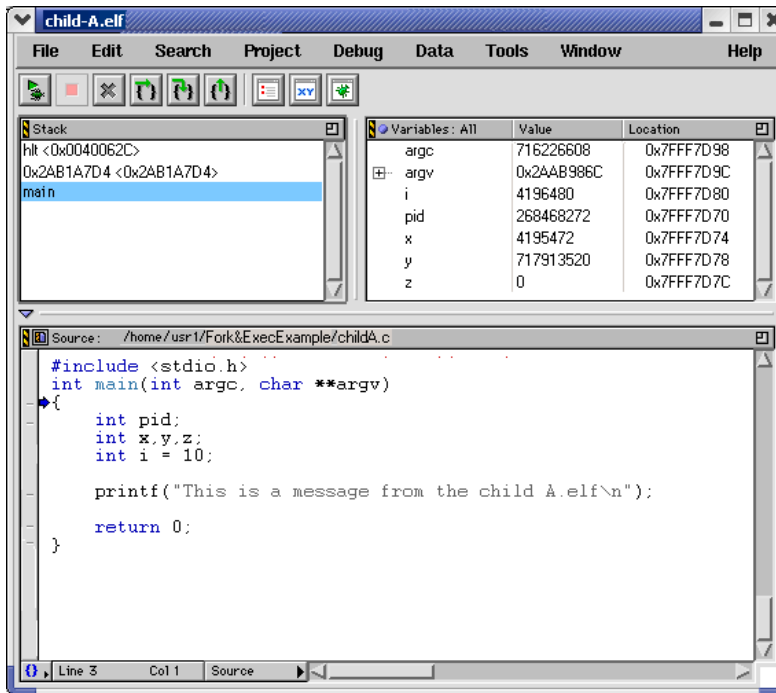 child-A.elf
File Edit Search Project Debug Data Tools Window Help
XY
Stack
hlt <0x0040062C>
0x2AB1A7D4 <0x2AB1A7D4>
main
Variables: All Value Location
argc 716226608 0x7FFF7D98
argv 0x2AAB986C 0x7FFF7D9C
i 4196480 0x7FFF7D80
pid 268468272 0x7FFF7D70
x 4195472 0x7FFF7D74
y 717913520 0x7FFF7D78
z 0 0x7FFF7D7C
Source: /home/usr1/Fork&ExecExample/childA.c
#include <stdio.h>
int main(int argc, char **argv)
{
int pid;
int x,y,z;
int i = 10;
printf("This is a message from the child A.elf\n");
return 0;
}
{} Line 3 Col 1 Source